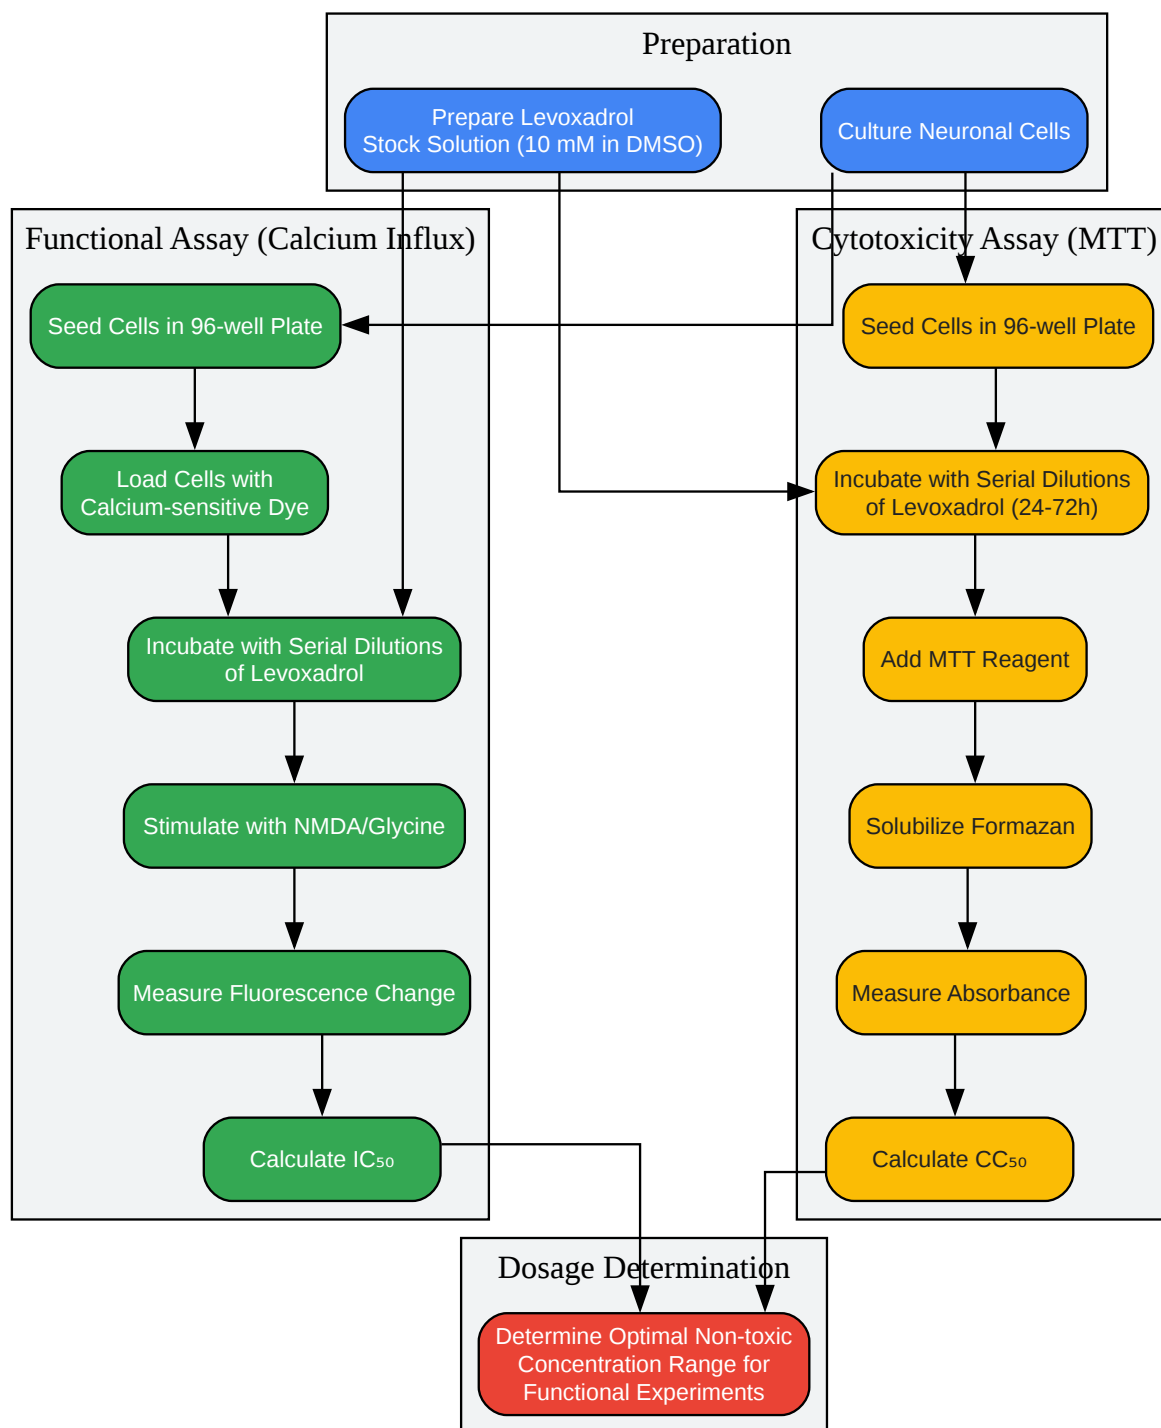 Preparation
Prepare Levoxadrol
Stock Solution (10 mM in DMSO)
Culture Neuronal Cells
Functional Assay (Calcium Influx)
Seed Cells in 96-well Plate
Load Cells with
Calcium-sensitive Dye
Incubate with Serial Dilutions
of Levoxadrol
Stimulate with NMDA/Glycine
Measure Fluorescence Change
Calculate IC₅₀
Cytotoxicity Assay (MTT)
Seed Cells in 96-well Plate
Incubate with Serial Dilutions
of Levoxadrol (24-72h)
Add MTT Reagent
Solubilize Formazan
Measure Absorbance
Calculate CC₅₀
Dosage Determination
Determine Optimal Non-toxic
Concentration Range for
Functional Experiments